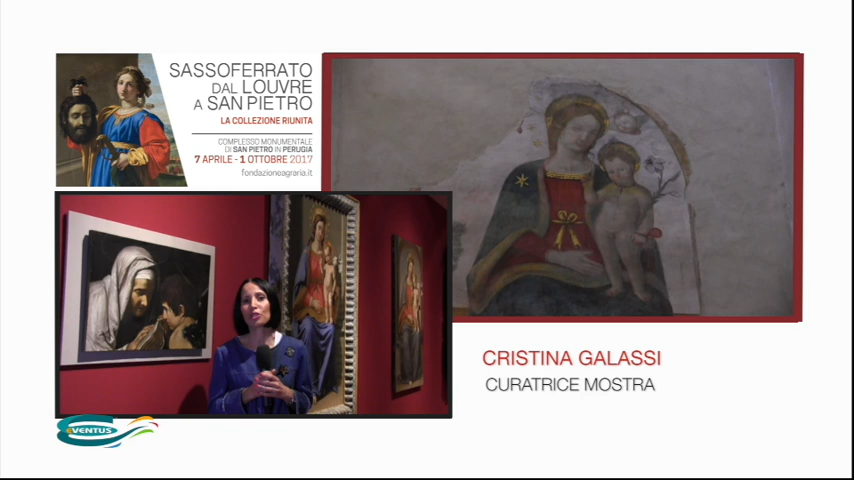 SASSOFERRATO
DAL LOUVRE
A SAN PIETRO
LA COLLEZIONE RIUNITA
COMPLESSO MONUMENTALE
DI SAN PIETRO IN PERUGIA
7 APRILE - 1 OTTOBRE 2017
fondazioneagraria.it
CRISTINA GALASSI
CURATRICE MOSTRA
EVENTUS